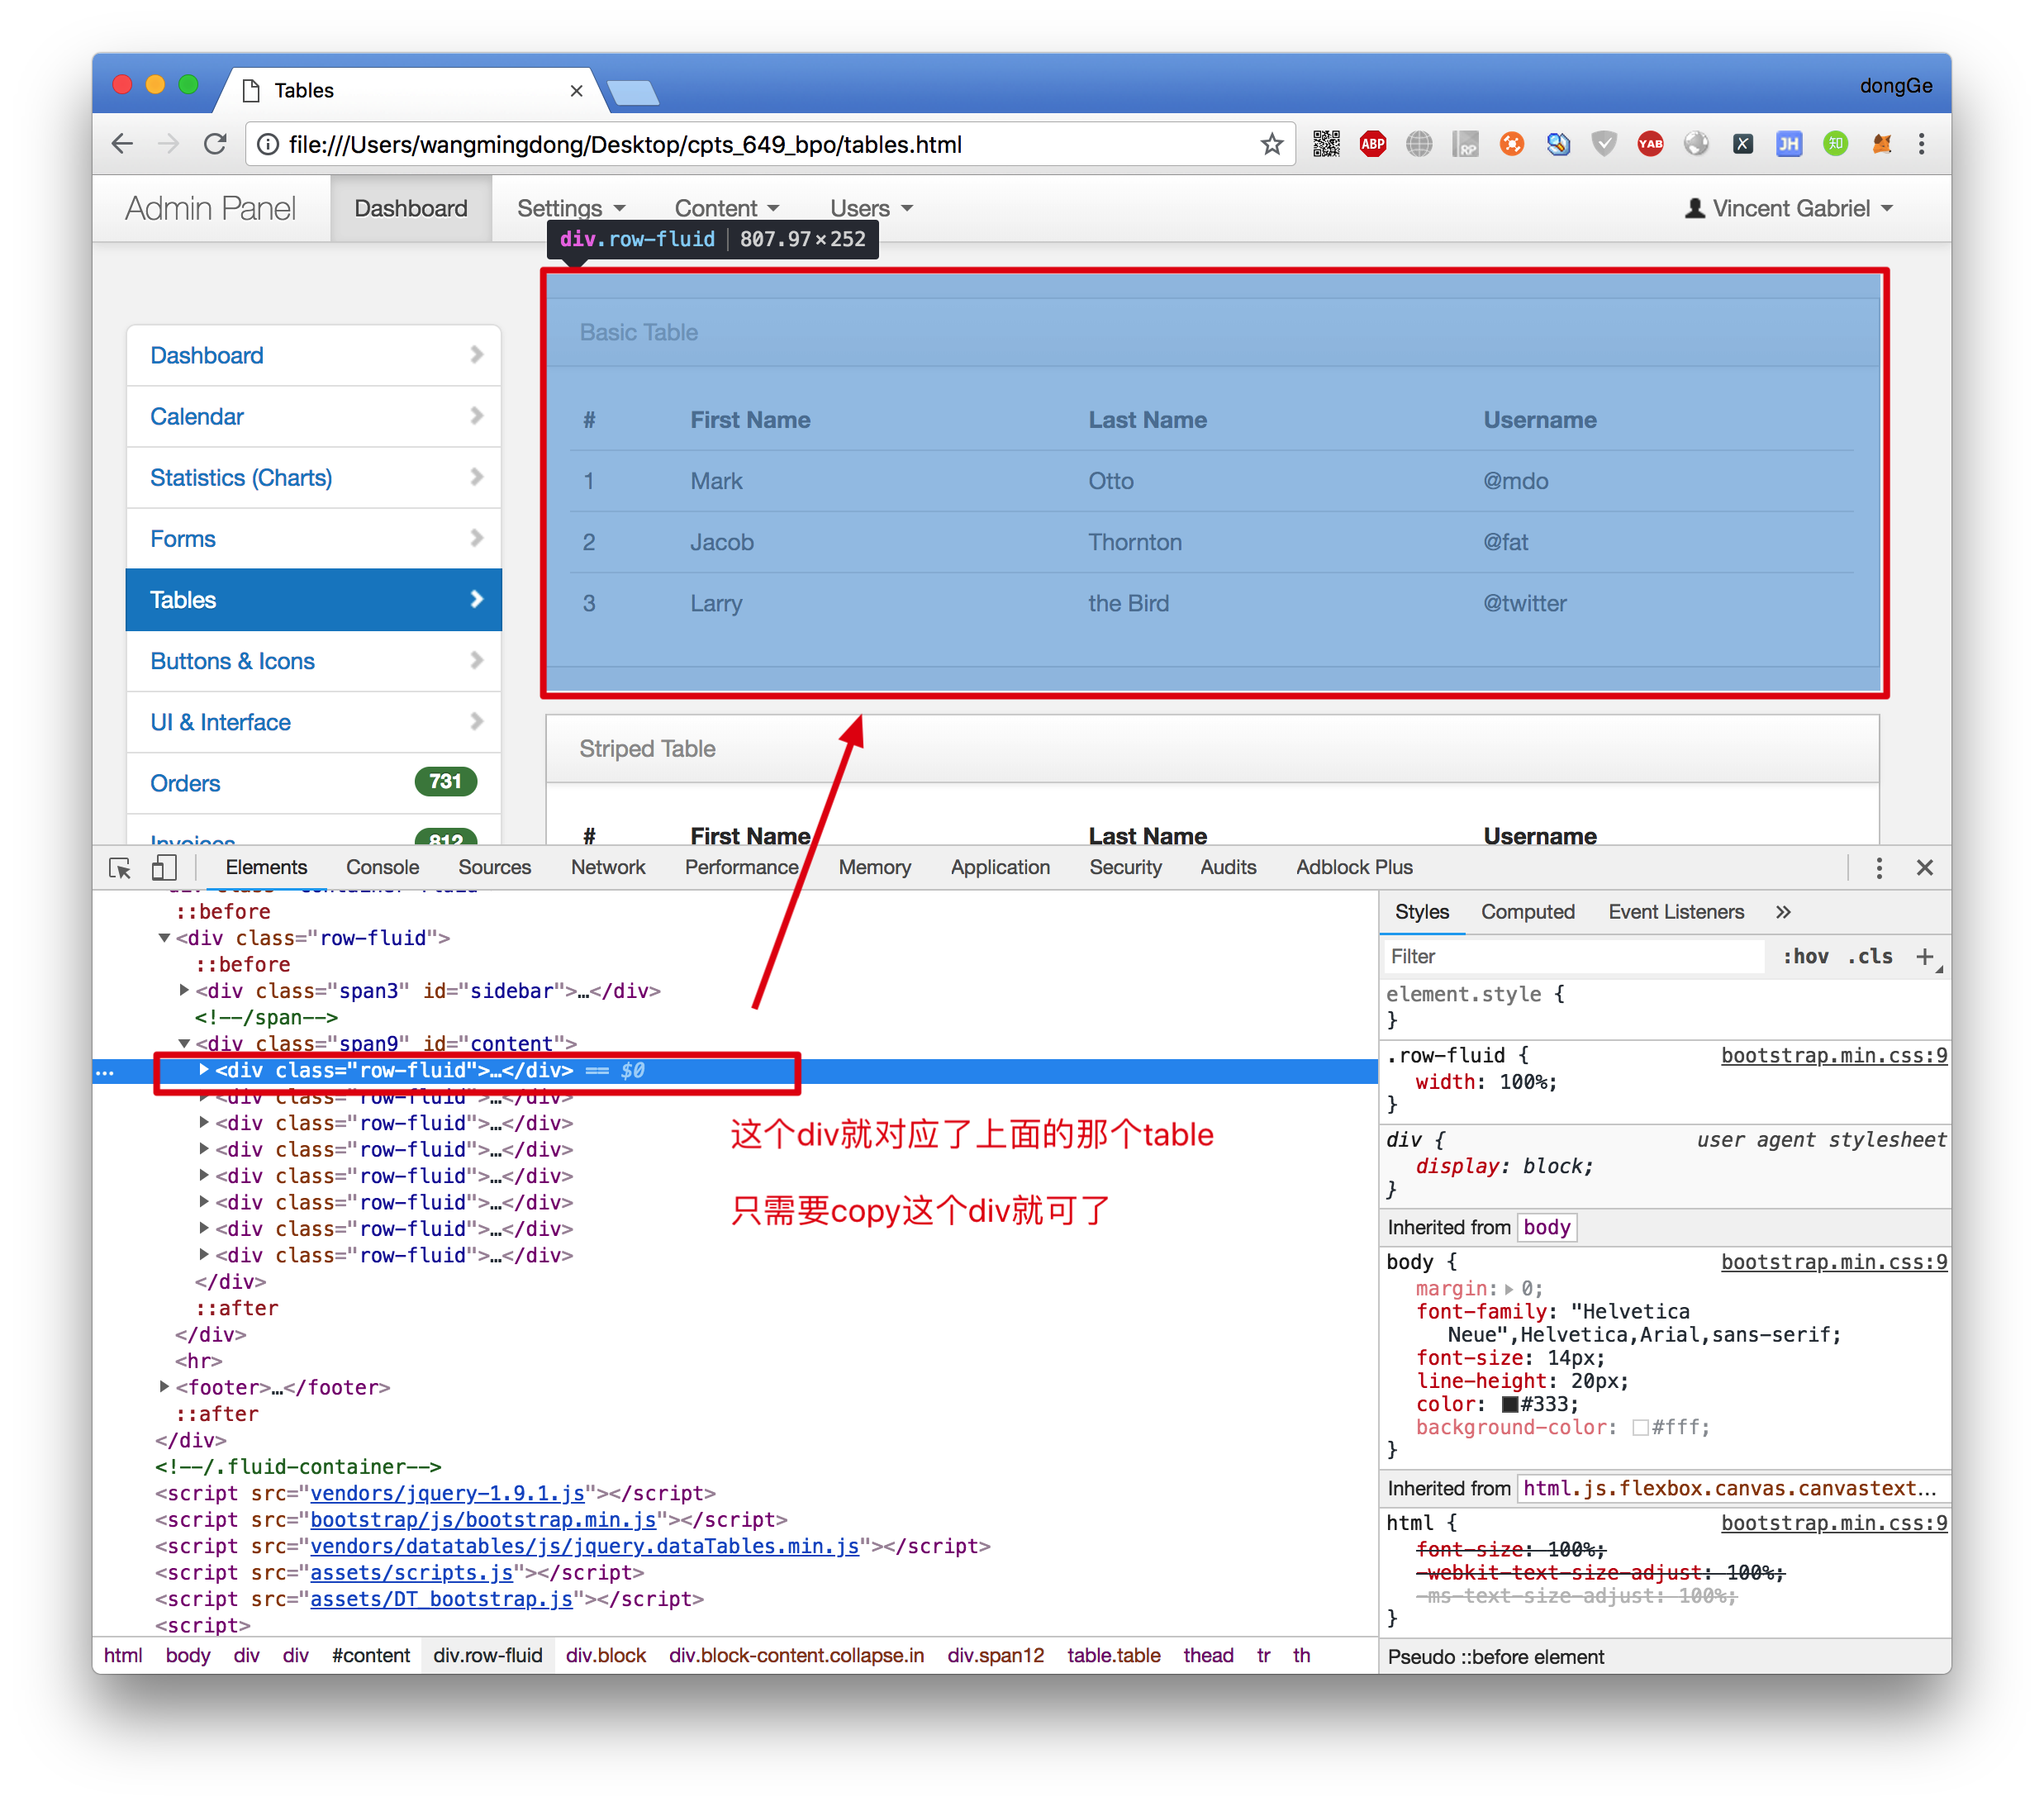 Tables
dongGe
file:///Users/wangmingdong/Desktop/cpts_649_bpo/tables.html
ABP
RP
YAB
X
JH
知
Admin Panel
Dashboard
Settings
Content
Users
Vincent Gabriel
div.row-fluid | 807.97×252
Dashboard
Calendar
Statistics (Charts)
Forms
Tables
Buttons & Icons
UI & Interface
Orders 731
Invoices 812
Basic Table
# First Name Last Name Username
1 Mark Otto @mdo
2 Jacob Thornton @fat
3 Larry the Bird @twitter
Striped Table
# First Name Last Name Username
Elements Console Sources Network Performance Memory Application Security Audits Adblock Plus
<div class="container-fluid">
::before
<div class="row-fluid">
::before
<div class="span3" id="sidebar">…</div>
<!--/span-->
<div class="span9" id="content">
... <div class="row-fluid">…</div> == $0
<div class="row-fluid">…</div>
<div class="row-fluid">…</div>
<div class="row-fluid">…</div>
<div class="row-fluid">…</div>
<div class="row-fluid">…</div>
<div class="row-fluid">…</div>
<div class="row-fluid">…</div>
</div>
::after
</div>
<hr>
<footer>…</footer>
::after
</div>
<!--/.fluid-container-->
<script src="vendors/jquery-1.9.1.js"></script>
<script src="bootstrap/js/bootstrap.min.js"></script>
<script src="vendors/datatables/js/jquery.dataTables.min.js"></script>
<script src="assets/scripts.js"></script>
<script src="assets/DT_bootstrap.js"></script>
<script>
这个div就对应了上面的那个table
只需要copy这个div就可了
html body div div #content div.row-fluid div.block div.block-content.collapse.in div.span12 table.table thead tr th
Styles Computed Event Listeners »
Filter :hov .cls +
element.style {
}
.row-fluid { bootstrap.min.css:9
width: 100%;
}
div { user agent stylesheet
display: block;
}
Inherited from body
body { bootstrap.min.css:9
margin: 0;
font-family: "Helvetica
Neue",Helvetica,Arial,sans-serif;
font-size: 14px;
line-height: 20px;
color: #333;
background-color: #fff;
}
Inherited from html.js.flexbox.canvas.canvastext…
html { bootstrap.min.css:9
font-size: 100%;
-webkit-text-size-adjust: 100%;
-ms-text-size-adjust: 100%;
}
Pseudo ::before element